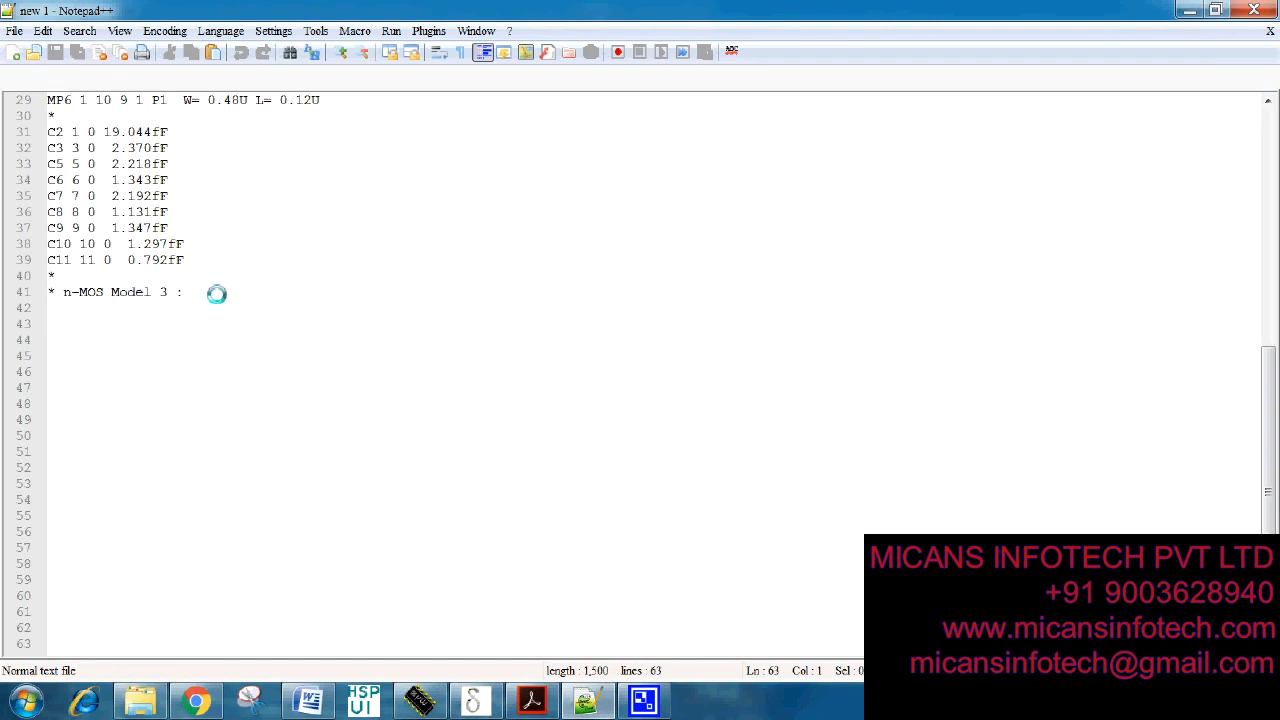 new 1 - Notepad++
File Edit Search View Encoding Language Settings Tools Macro Run Plugins Window ? X
ABC
29 MP6 1 10 9 1 P1 W= 0.48U L= 0.12U
30 *
31 C2 1 0 19.044fF
32 C3 3 0 2.370fF
33 C5 5 0 2.218fF
34 C6 6 0 1.343fF
35 C7 7 0 2.192fF
36 C8 8 0 1.131fF
37 C9 9 0 1.347fF
38 C10 10 0 1.297fF
39 C11 11 0 0.792fF
40 *
41 * n-MOS Model 3 :
42
43
44
45
46
47
48
49
50
51
52
53
54
55
56
57
58
59
60
61
62
63
MICANS INFOTECH PVT LTD
+91 9003628940
www.micansinfotech.com
micansinfotech@gmail.com
Normal text file length : 1,500 lines : 63 Ln : 63 Col : 1 Sel : 0
HSP
UI
δ